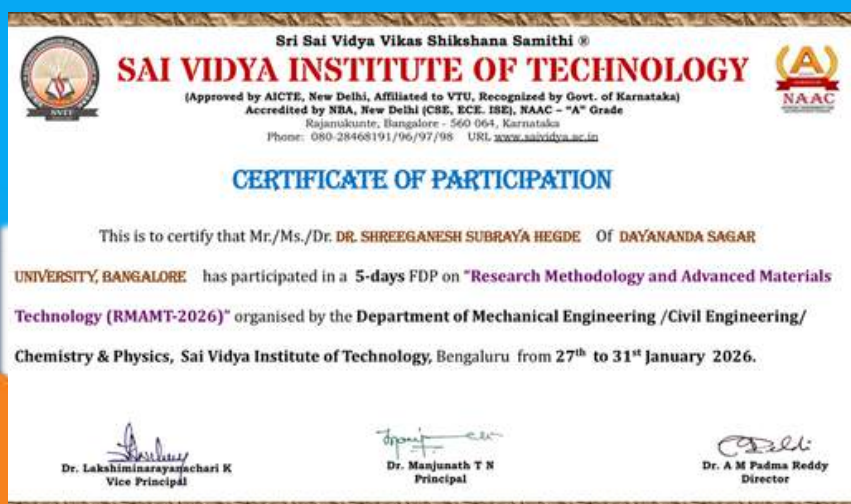 Sri Sai Vidya Vikas Shikshana Samithi ®
SAI VIDYA INSTITUTE OF TECHNOLOGY
(Approved by AICTE, New Delhi, Affiliated to VTU, Recognized by Govt. of Karnataka)
Accredited by NBA, New Delhi (CSE, ECE. ISE), NAAC – "A" Grade
Rajanukunte, Bangalore - 560 064, Karnataka
Phone: 080-28468191/96/97/98 URL www.saividya.ac.in
SVIT
A
NAAC
CERTIFICATE OF PARTICIPATION
This is to certify that Mr./Ms./Dr. DR. SHREEGANESH SUBRAYA HEGDE Of DAYANANDA SAGAR
UNIVERSITY, BANGALORE has participated in a 5-days FDP on "Research Methodology and Advanced Materials
Technology (RMAMT-2026)" organised by the Department of Mechanical Engineering /Civil Engineering/
Chemistry & Physics, Sai Vidya Institute of Technology, Bengaluru from 27th to 31st January 2026.
Dr. Lakshiminarayanachari K
Vice Principal
Dr. Manjunath T N
Principal
Dr. A M Padma Reddy
Director